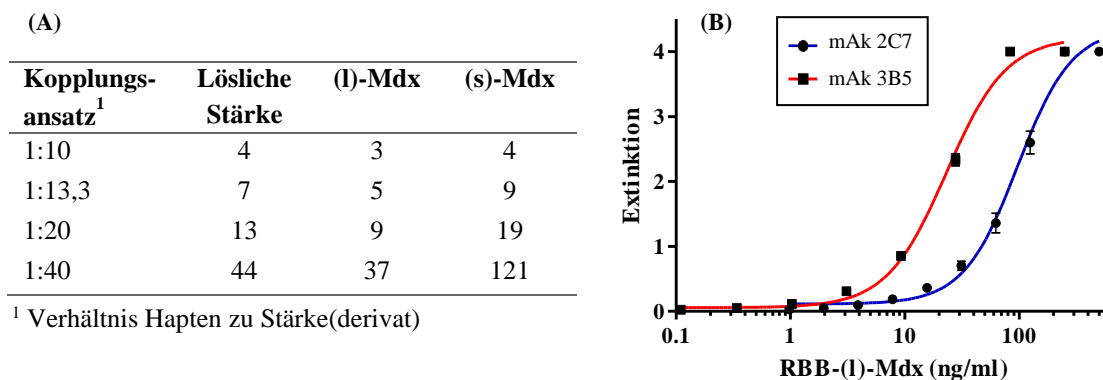 (A)
Kopplungs- Lösliche (l)-Mdx (s)-Mdx
ansatz¹ Stärke
1:10 4 3 4
1:13,3 7 5 9
1:20 13 9 19
1:40 44 37 121
¹ Verhältnis Hapten zu Stärke(derivat)
(B)
mAk 2C7
mAk 3B5
Extinktion
4
3
2
1
0
0.1 1 10 100
RBB-(l)-Mdx (ng/ml)